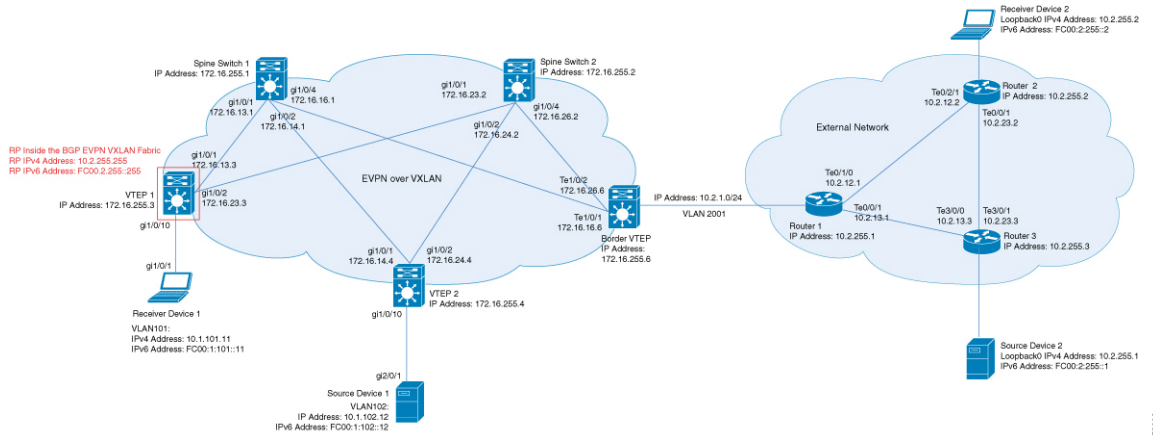 Spine Switch 1
IP Address: 172.16.255.1
gi1/0/1
172.16.13.1
gi1/0/4
172.16.16.1
gi1/0/2
172.16.14.1
Spine Switch 2
IP Address: 172.16.255.2
gi1/0/1
172.16.23.2
gi1/0/4
172.16.26.2
gi1/0/2
172.16.24.2
RP Inside the BGP EVPN VXLAN Fabric
RP IPv4 Address: 10.2.255.255
RP IPv6 Address: FC00.2.255::255
gi1/0/1
172.16.13.3
VTEP 1
IP Address: 172.16.255.3
gi1/0/2
172.16.23.3
gi1/0/10
gi1/0/1
Receiver Device 1
VLAN101:
IPv4 Address: 10.1.101.11
IPv6 Address: FC00:1:101::11
EVPN over VXLAN
gi1/0/1
172.16.14.4
gi1/0/2
172.16.24.4
VTEP 2
IP Address: 172.16.255.4
gi1/0/10
gi2/0/1
Source Device 1
VLAN102:
IP Address: 10.1.102.12
IPv6 Address: FC00:1:102::12
Te1/0/2
172.16.26.6
Te1/0/1
172.16.16.6
Border VTEP
IP Address:
172.16.255.6
IP Address: 10.2.1.0/24
VLAN 2001
External Network
Receiver Device 2
Loopback0 IPv4 Address: 10.2.255.2
IPv6 Address: FC00:2:255::2
Te0/2/1
10.2.12.2
Router 2
IP Address: 10.2.255.2
Te0/0/1
10.2.23.2
Te0/1/0
10.2.12.1
Te0/0/1
10.2.13.1
Router 1
IP Address: 10.2.255.1
Te3/0/0
10.2.13.3
Te3/0/1
10.2.23.3
Router 3
IP Address: 10.2.255.3
Source Device 2
Loopback0 IPv4 Address: 10.2.255.1
IPv6 Address: FC00:2:255::1